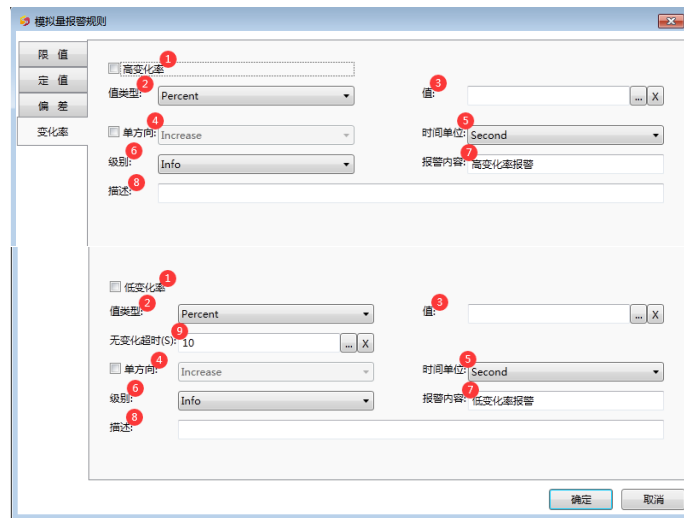 模拟量报警规则
限 值
定 值
偏 差
变化率
1
高变化率
2
3
值类型: Percent
值: ... X
4
5
单方向: Increase
时间单位: Second
6
7
级别: Info
报警内容: 高变化率报警
8
描述:
1
低变化率
2
3
值类型: Percent
值: ... X
9
无变化超时(S): 10 ... X
4
5
单方向: Increase
时间单位: Second
6
7
级别: Info
报警内容: 低变化率报警
8
描述:
确定
取消